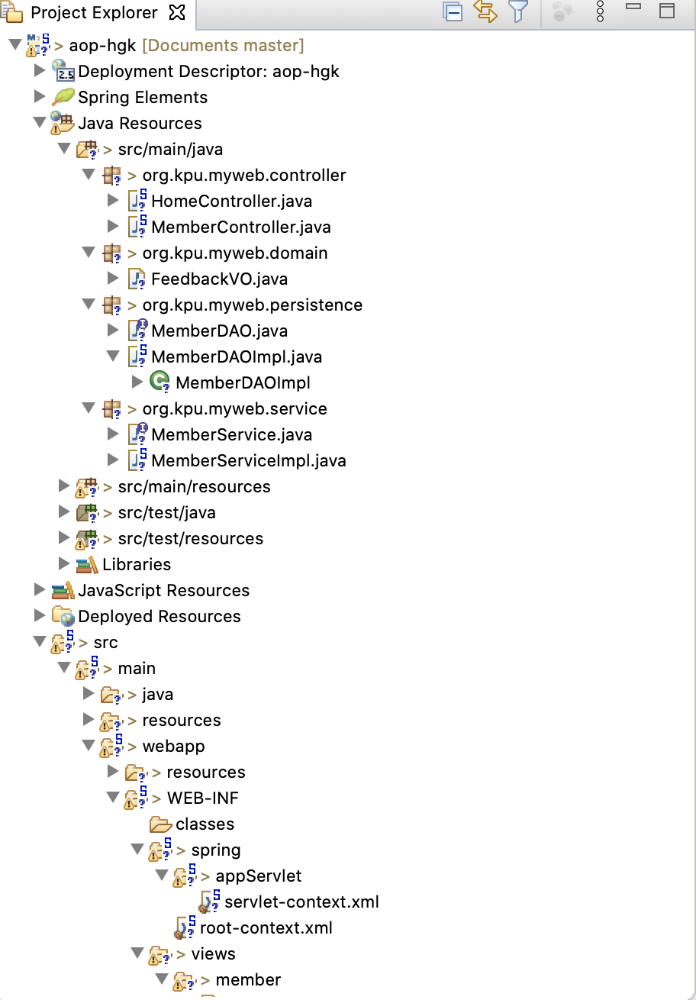 Project Explorer
> aop-hgk [Documents master]
Deployment Descriptor: aop-hgk
Spring Elements
Java Resources
> src/main/java
> org.kpu.myweb.controller
HomeController.java
MemberController.java
> org.kpu.myweb.domain
FeedbackVO.java
> org.kpu.myweb.persistence
MemberDAO.java
MemberDAOImpl.java
MemberDAOImpl
> org.kpu.myweb.service
MemberService.java
MemberServiceImpl.java
> src/main/resources
> src/test/java
> src/test/resources
Libraries
JavaScript Resources
Deployed Resources
> src
> main
> java
> resources
> webapp
> resources
> WEB-INF
classes
> spring
> appServlet
servlet-context.xml
root-context.xml
> views
> member